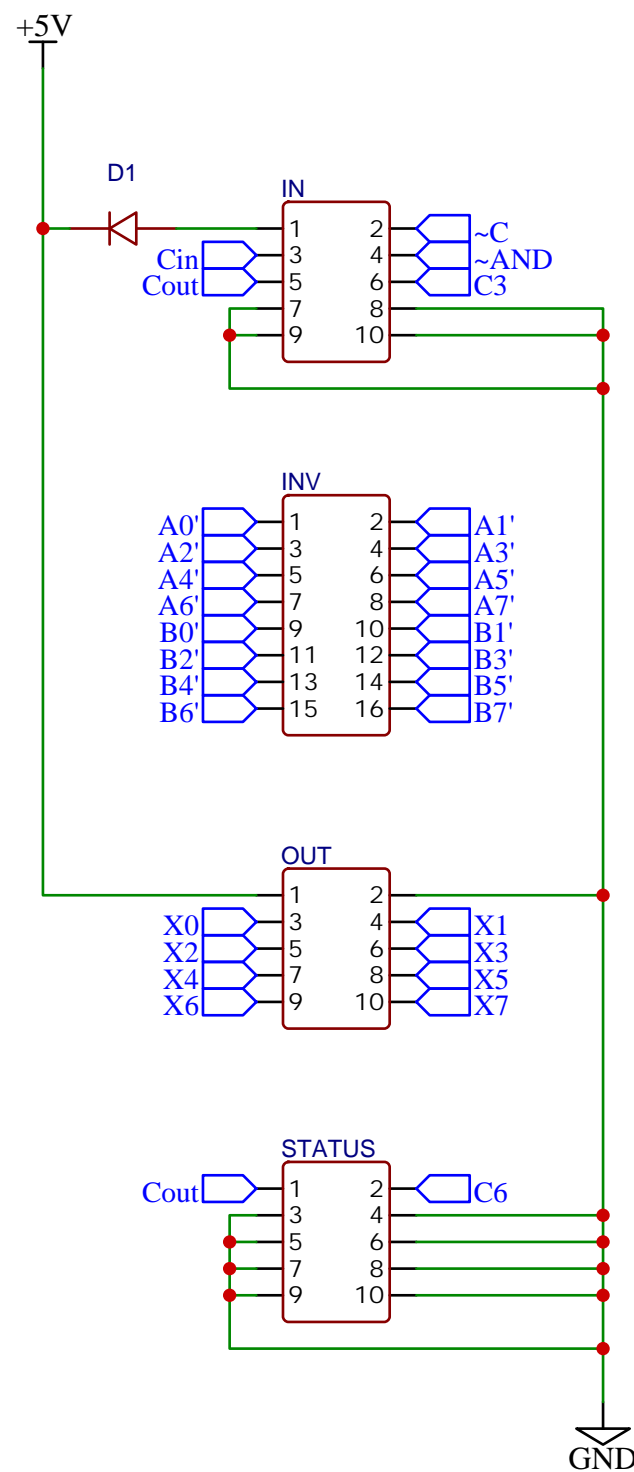 +5V
D1
IN
1 2 ~C
Cin 3 4 ~AND
Cout 5 6 C3
7 8
9 10
INV
A0' 1 2 A1'
A2' 3 4 A3'
A4' 5 6 A5'
A6' 7 8 A7'
B0' 9 10 B1'
B2' 11 12 B3'
B4' 13 14 B5'
B6' 15 16 B7'
OUT
1 2
X0 3 4 X1
X2 5 6 X3
X4 7 8 X5
X6 9 10 X7
STATUS
Cout 1 2 C6
3 4
5 6
7 8
9 10
GND